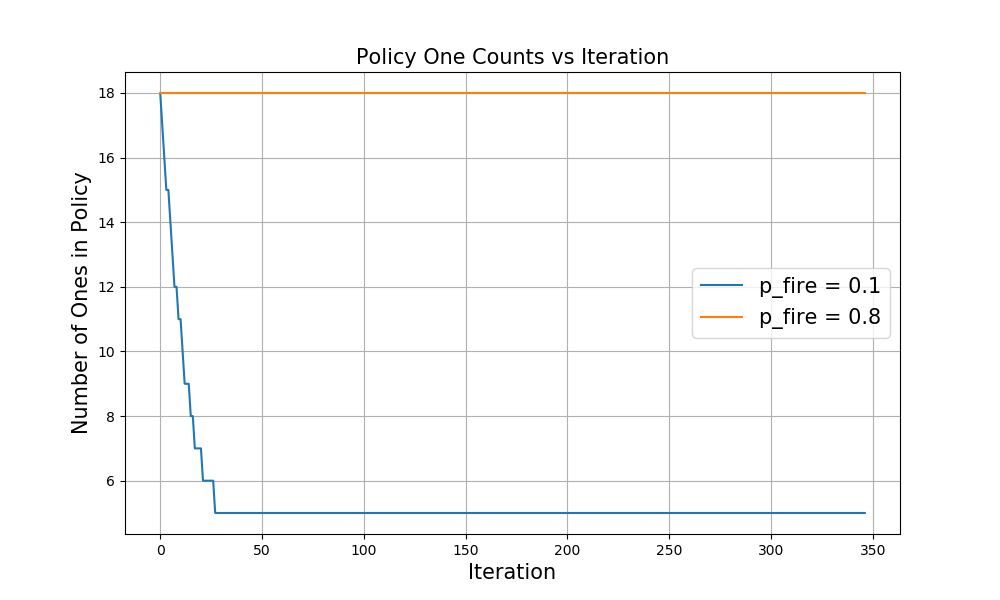 Policy One Counts vs Iteration
Number of Ones in Policy
18
16
14
12
10
8
6
p_fire = 0.1
p_fire = 0.8
0 50 100 150 200 250 300 350
Iteration